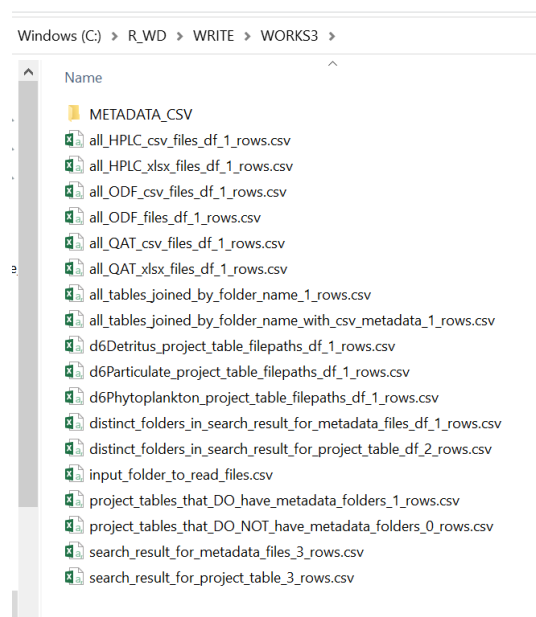 Windows (C:) > R_WD > WRITE > WORKS3 >
Name
METADATA_CSV
all_HPLC_csv_files_df_1_rows.csv
all_HPLC_xlsx_files_df_1_rows.csv
all_ODF_csv_files_df_1_rows.csv
all_ODF_files_df_1_rows.csv
all_QAT_csv_files_df_1_rows.csv
all_QAT_xlsx_files_df_1_rows.csv
all_tables_joined_by_folder_name_1_rows.csv
all_tables_joined_by_folder_name_with_csv_metadata_1_rows.csv
d6Detritus_project_table_filepaths_df_1_rows.csv
d6Particulate_project_table_filepaths_df_1_rows.csv
d6Phytoplankton_project_table_filepaths_df_1_rows.csv
distinct_folders_in_search_result_for_metadata_files_df_1_rows.csv
distinct_folders_in_search_result_for_project_table_df_2_rows.csv
input_folder_to_read_files.csv
project_tables_that_DO_have_metadata_folders_1_rows.csv
project_tables_that_DO_NOT_have_metadata_folders_0_rows.csv
search_result_for_metadata_files_3_rows.csv
search_result_for_project_table_3_rows.csv